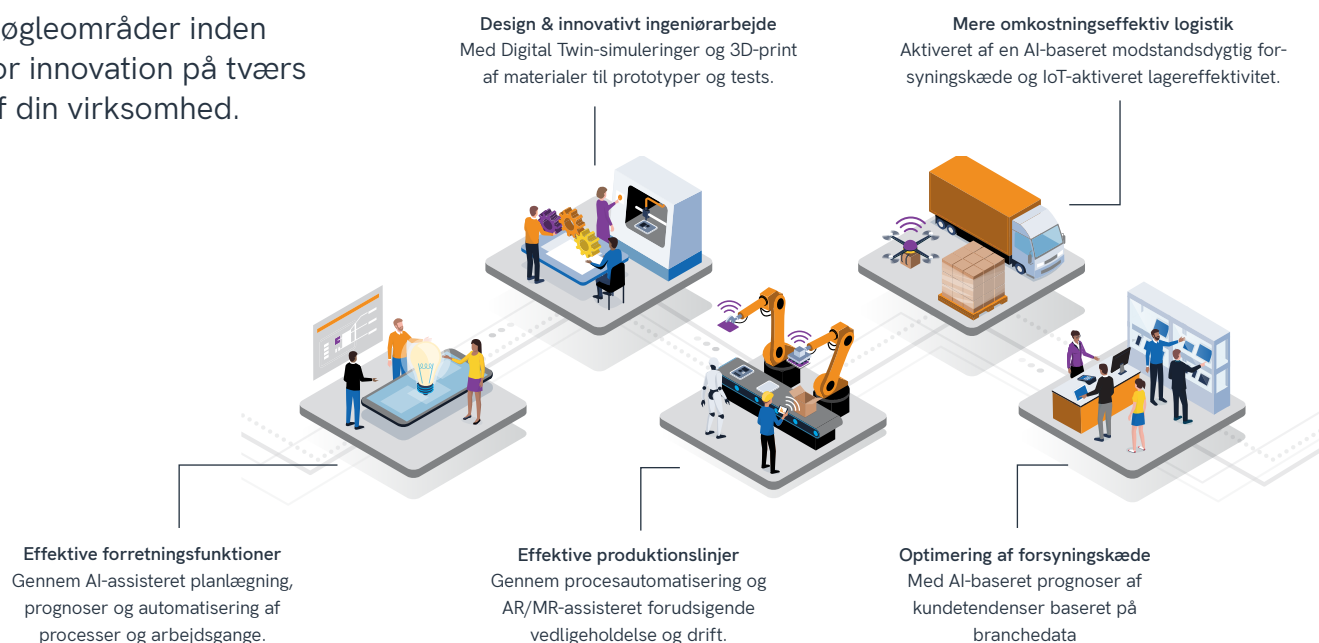 øgleområder inden
or innovation på tværs
f din virksomhed.
Design & innovativt ingeniørarbejde
Med Digital Twin-simuleringer og 3D-print
af materialer til prototyper og tests.
Mere omkostningseffektiv logistik
Aktiveret af en AI-baseret modstandsdygtig for-
syningskæde og IoT-aktiveret lagereffektivitet.
Effektive forretningsfunktioner
Gennem AI-assisteret planlægning,
prognoser og automatisering af
processer og arbejdsgange.
Effektive produktionslinjer
Gennem procesautomatisering og
AR/MR-assisteret forudsigende
vedligeholdelse og drift.
Optimering af forsyningskæde
Med AI-baseret prognoser af
kundetendenser baseret på
branchedata